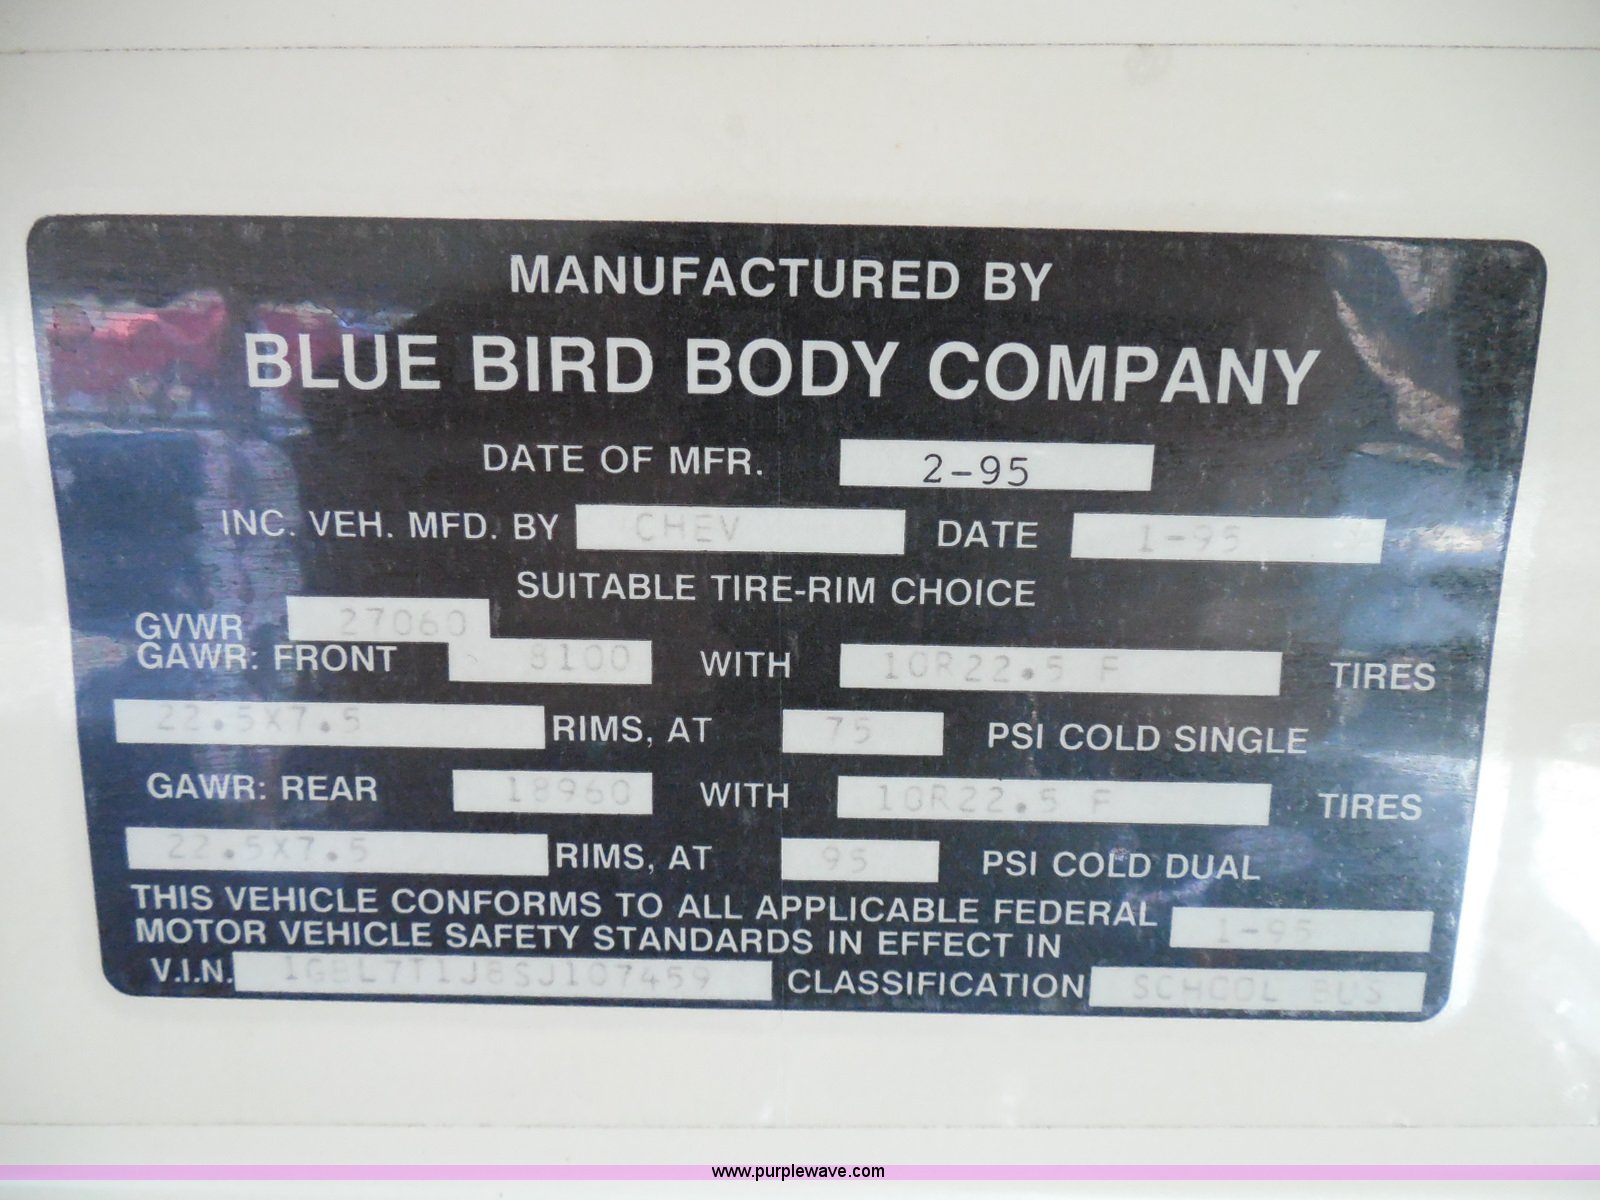 MANUFACTURED BY
BLUE BIRD BODY COMPANY
DATE OF MFR. 2-95
INC. VEH. MFD. BY CHEV DATE 1-95
SUITABLE TIRE-RIM CHOICE
GVWR 27060
GAWR: FRONT 8100 WITH 10R22.5 F TIRES
22.5X7.5 RIMS, AT 75 PSI COLD SINGLE
GAWR: REAR 18960 WITH 10R22.5 F TIRES
22.5X7.5 RIMS, AT 95 PSI COLD DUAL
THIS VEHICLE CONFORMS TO ALL APPLICABLE FEDERAL
MOTOR VEHICLE SAFETY STANDARDS IN EFFECT IN 1-95
V.I.N. 1GBL7T1J8SJ107459 CLASSIFICATION SCHOOL BUS
www.purplewave.com